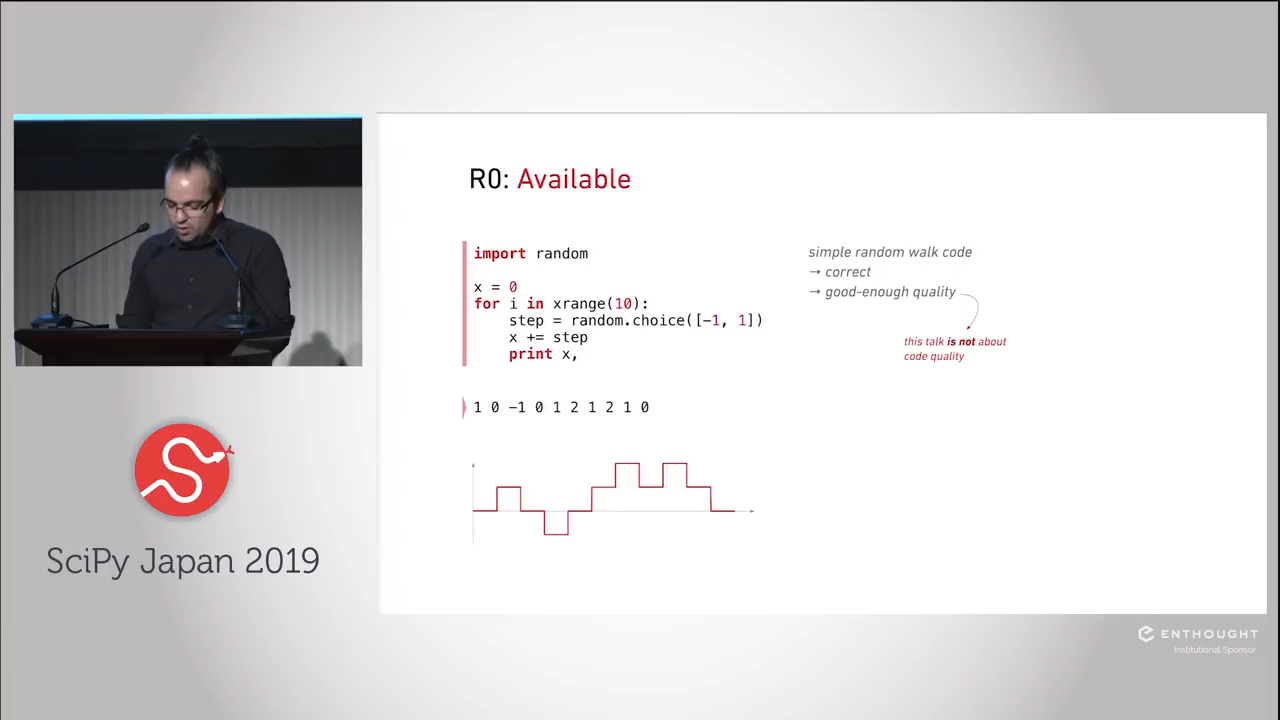 R0: Available
import random
x = 0
for i in xrange(10):
    step = random.choice([-1, 1])
    x += step
    print x,
1 0 -1 0 1 2 1 2 1 0
simple random walk code
→ correct
→ good-enough quality
this talk is not about
code quality
SciPy Japan 2019
ENTHOUGHT
Institutional Sponsor